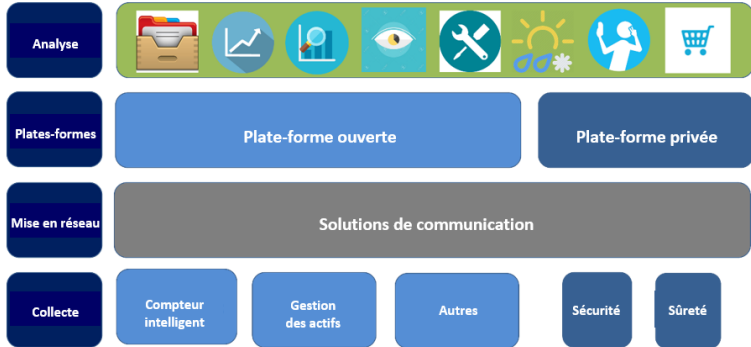 Analyse
Plates-formes
Plate-forme ouverte
Plate-forme privée
Mise en réseau
Solutions de communication
Collecte
Compteur
intelligent
Gestion
des actifs
Autres
Sécurité
Sûreté